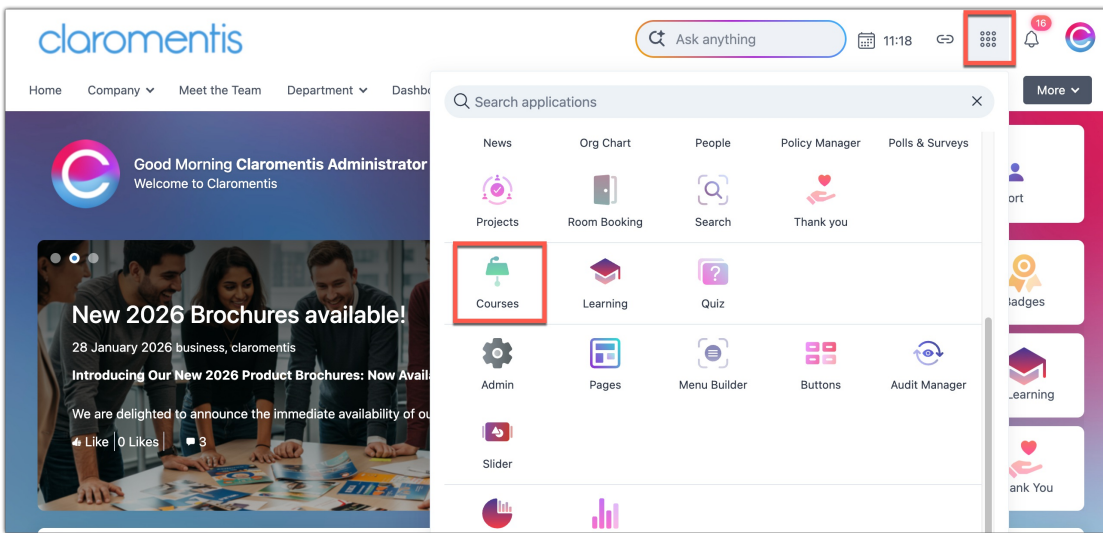 claromentis
Ask anything
11:18
16
Home Company Meet the Team Department Dashbo
More
Search applications
Good Morning Claromentis Administrator
Welcome to Claromentis
News Org Chart People Policy Manager Polls & Surveys
Projects Room Booking Search Thank you
Courses Learning Quiz
Admin Pages Menu Builder Buttons Audit Manager
Slider
New 2026 Brochures available!
28 January 2026 business, claromentis
Introducing Our New 2026 Product Brochures: Now Availa
We are delighted to announce the immediate availability of ou
Like 0 Likes 3
ort
Badges
Learning
ank You